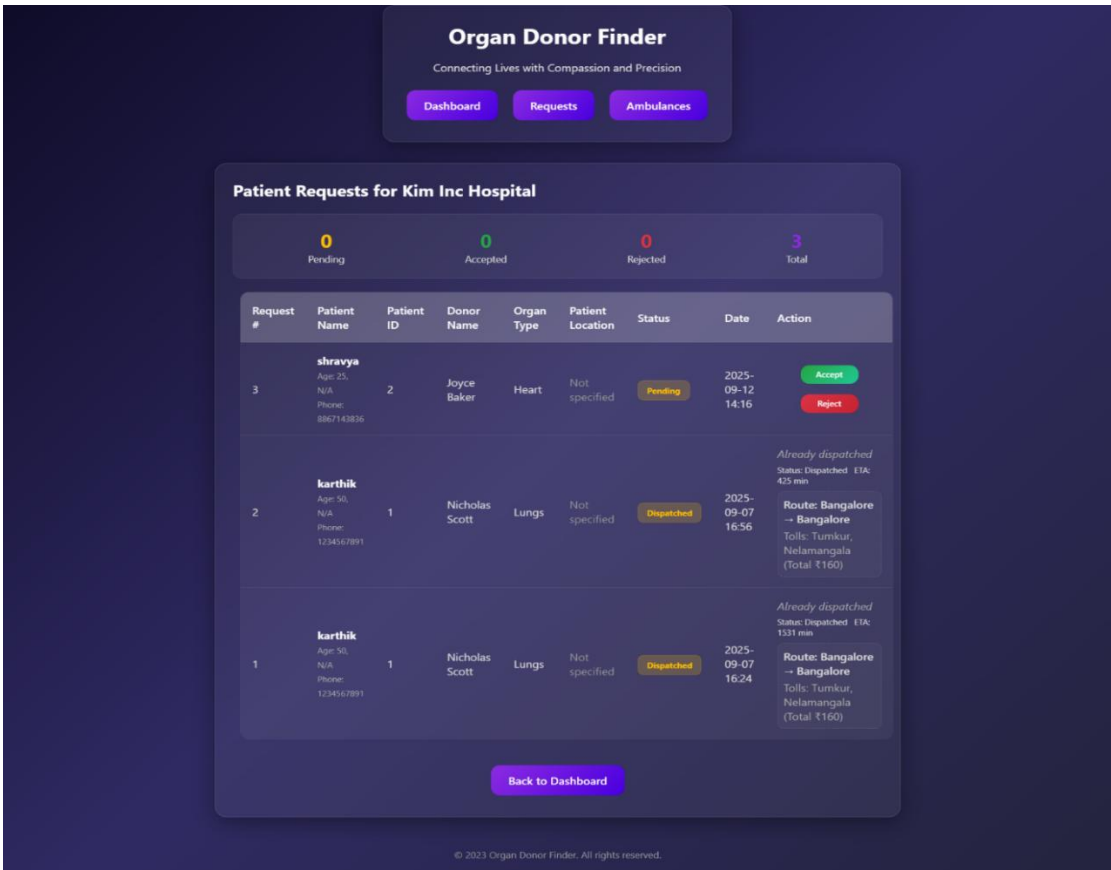 Organ Donor Finder
Connecting Lives with Compassion and Precision
Dashboard Requests Ambulances
Patient Requests for Kim Inc Hospital
0 0 0 3
Pending Accepted Rejected Total
Request # Patient Name Patient ID Donor Name Organ Type Patient Location Status Date Action
3
shravya
Age: 25,
N/A
Phone:
8867143836
2
Joyce
Baker
Heart
Not
specified
Pending
2025-
09-12
14:16
Accept
Reject
2
karthik
Age: 50,
N/A
Phone:
1234567891
1
Nicholas
Scott
Lungs
Not
specified
Dispatched
2025-
09-07
16:56
Already dispatched
Status: Dispatched ETA:
425 min
Route: Bangalore
→ Bangalore
Tolls: Tumkur,
Nelamangala
(Total ₹160)
1
karthik
Age: 50,
N/A
Phone:
1234567891
1
Nicholas
Scott
Lungs
Not
specified
Dispatched
2025-
09-07
16:24
Already dispatched
Status: Dispatched ETA:
1531 min
Route: Bangalore
→ Bangalore
Tolls: Tumkur,
Nelamangala
(Total ₹160)
Back to Dashboard
© 2023 Organ Donor Finder. All rights reserved.